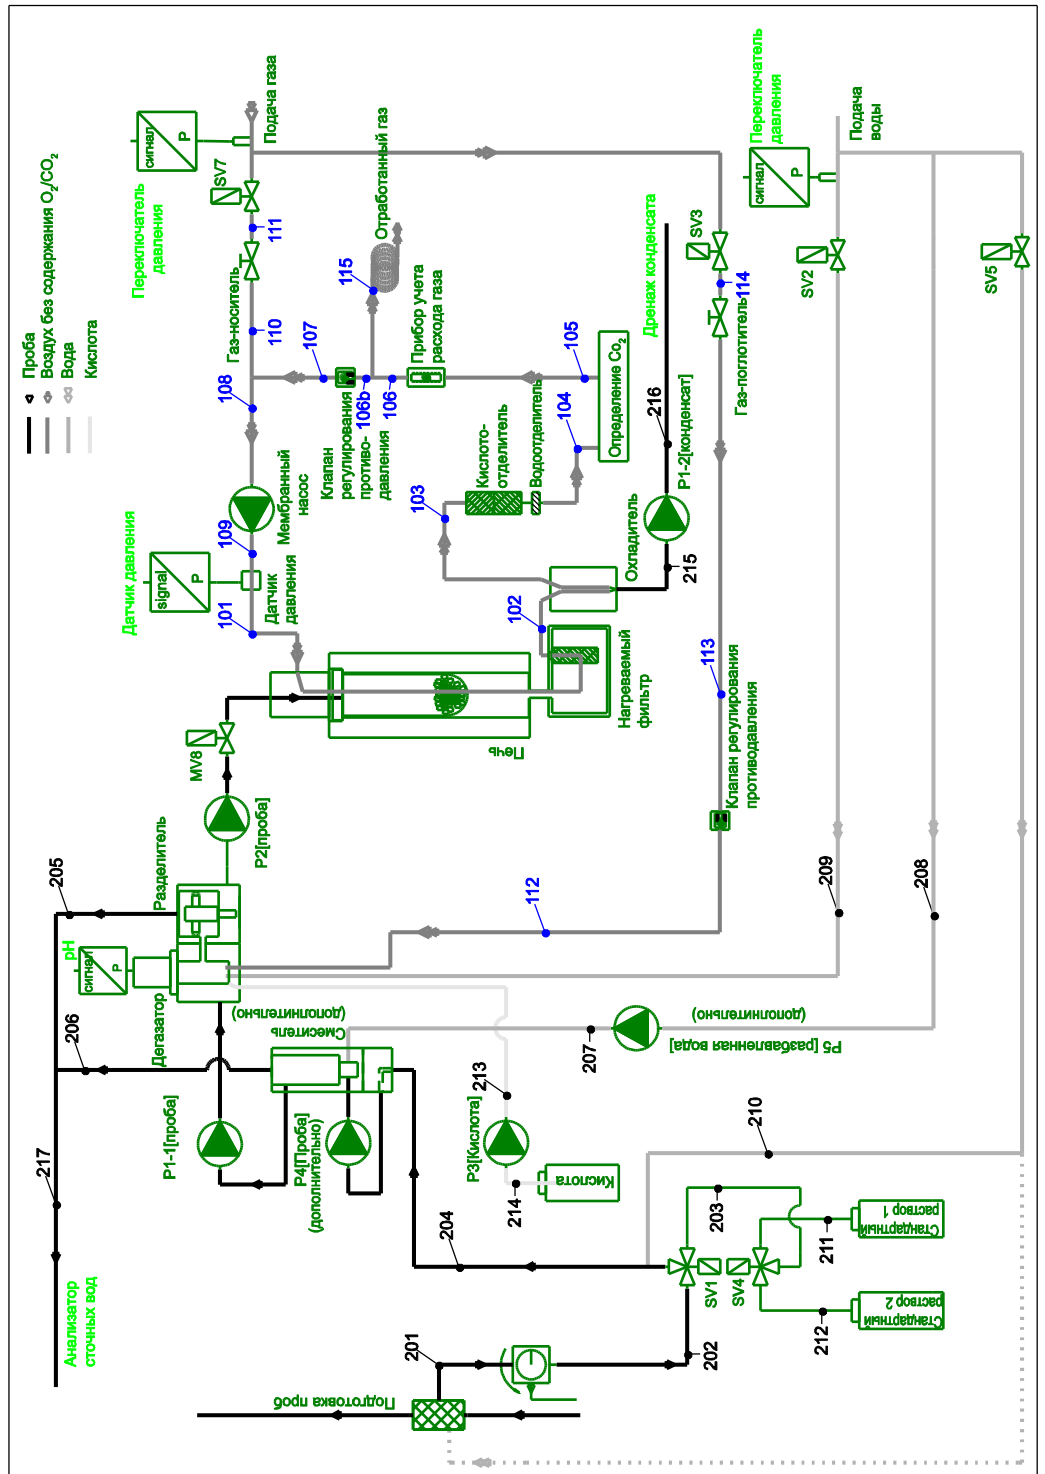 Проба
Воздух без содержания O2/CO2
Вода
Кислота
Переключатель
давления
сигнал
P
SV7
Подача газа
111
Газ-носитель
110
Отработанный газ
115
Прибор учета
расхода газа
107
106b
106
105
108
Клапан
регулирования
противо-
давления
Мембранный
насос
109
Датчик давления
signal
P
Датчик
давления
101
Кислото-
отделитель
Водоотделитель
104
Определение Co2
103
Охладитель
102
Нагреваемый
фильтр
Печь
Дренаж конденсата
216
P1-2[конденсат]
215
SV3
114
Газ-поглотитель
113
Клапан регулирования
противодавления
112
Переключатель
давления
сигнал
P
Подача
воды
SV2
SV5
209
208
MV8
P2[проба]
Разделитель
205
pH
сигнал
P
Дегазатор
206
Смеситель
(дополнительно)
P1-1[проба]
P4[Проба]
(дополнительно)
217
Анализатор
сточных вод
204
P3[Кислота]
213
214
Кислота
207
P5 [разбавленная вода]
(дополнительно)
210
203
211
Стандартный
раствор 1
212
Стандартный
раствор 2
SV1
SV4
202
201
Подготовка проб